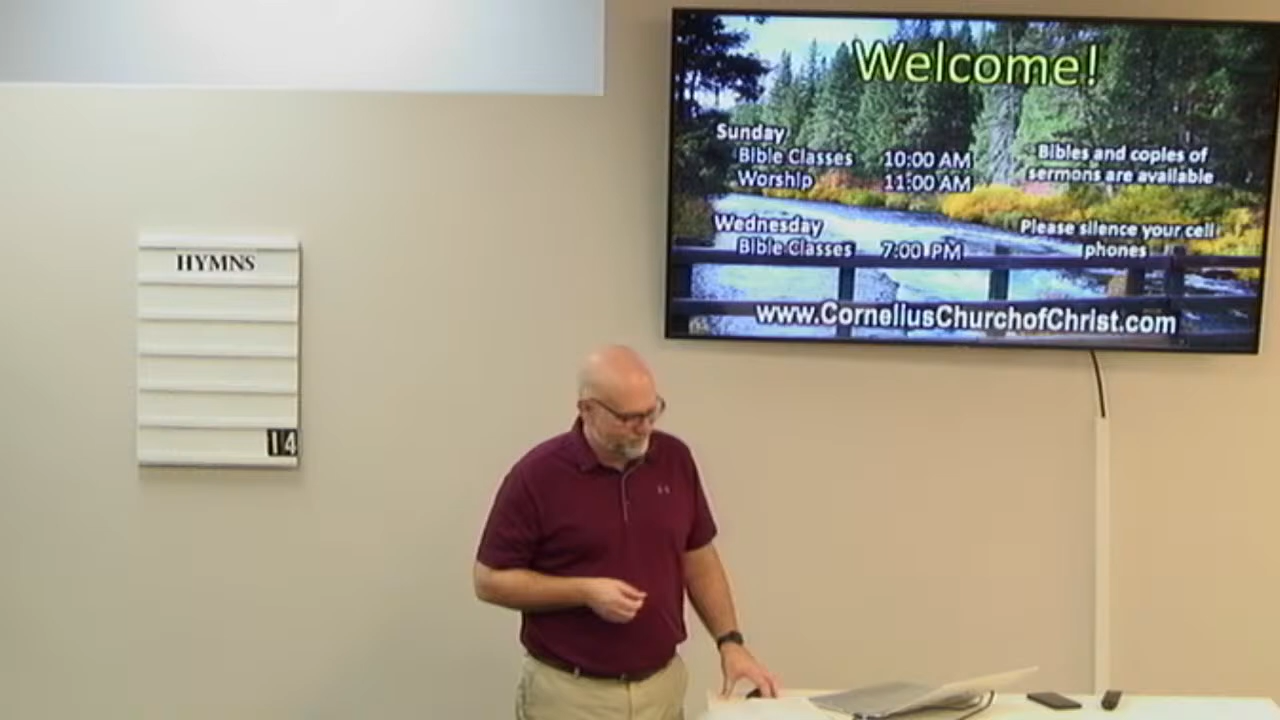 Welcome!
Sunday
Bible Classes 10:00 AM
Worship 11:00 AM
Bibles and copies of
sermons are available
Wednesday
Bible Classes 7:00 PM
Please silence your cell
phones
www.CorneliusChurchofChrist.com
HYMNS
14